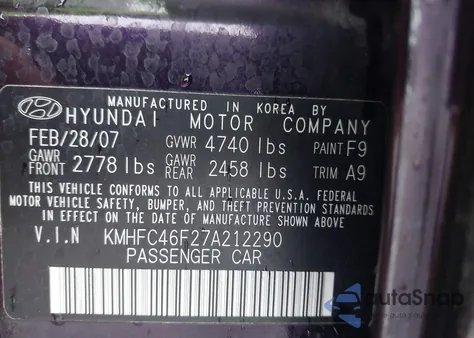 MANUFACTURED IN KOREA BY
HYUNDAI MOTOR COMPANY
FEB/28/07 GVWR 4740 lbs PAINT F9
GAWR FRONT 2778 lbs GAWR REAR 2458 lbs TRIM A9
THIS VEHICLE CONFORMS TO ALL APPLICABLE U.S.A. FEDERAL
MOTOR VEHICLE SAFETY, BUMPER, AND THEFT PREVENTION STANDARDS
IN EFFECT ON THE DATE OF MANUFACTURE SHOWN ABOVE.
V.I.N KMHFC46F27A212290
PASSENGER CAR
autoSnap